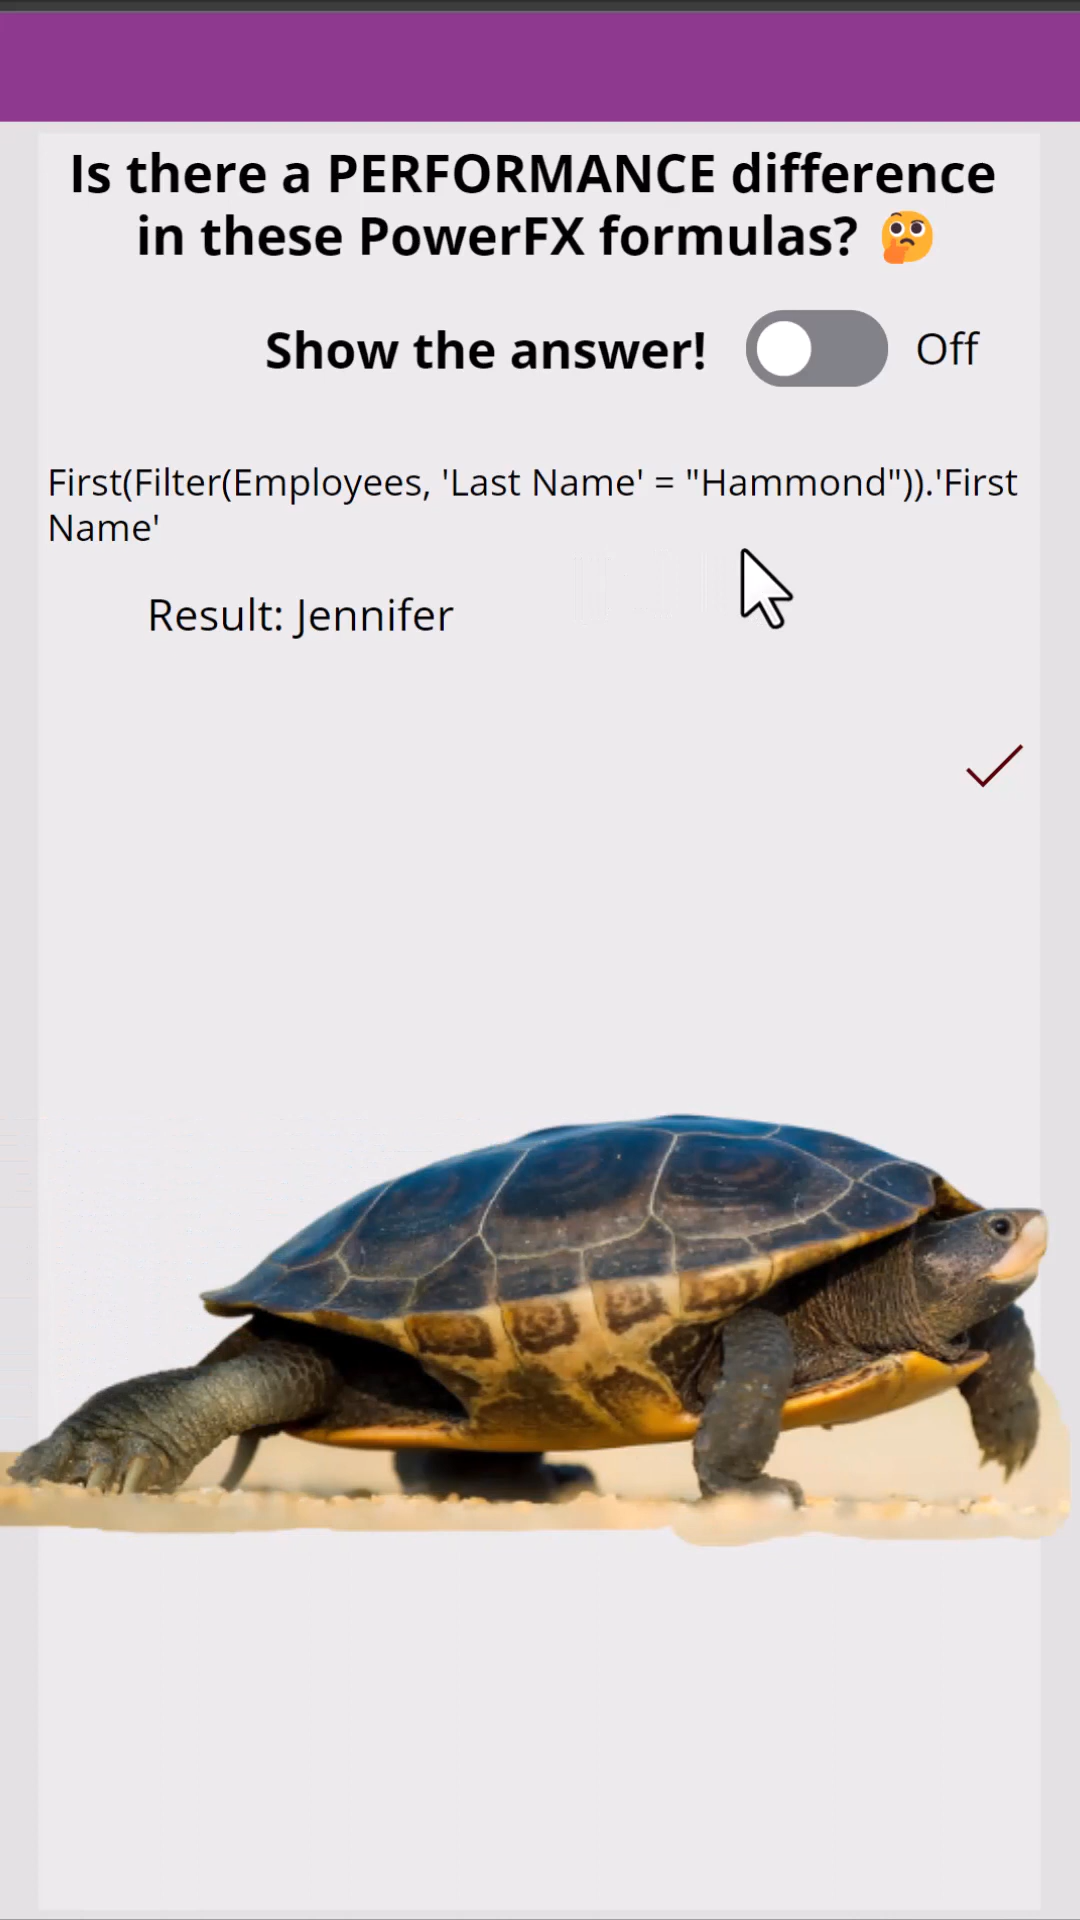 Is there a PERFORMANCE difference
in these PowerFX formulas? 🤔
Show the answer! Off
First(Filter(Employees, 'Last Name' = "Hammond")).'First
Name'
Result: Jennifer